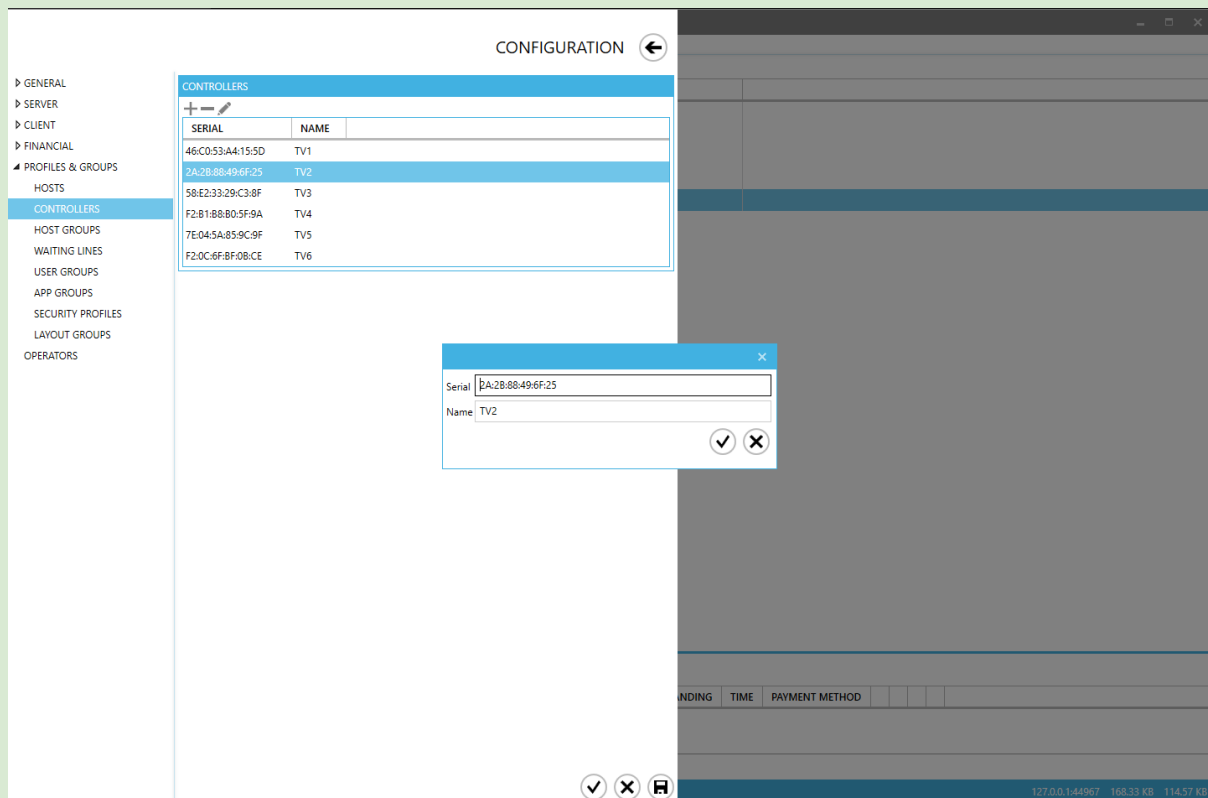 CONFIGURATION
GENERAL
SERVER
CLIENT
FINANCIAL
PROFILES & GROUPS
HOSTS
CONTROLLERS
HOST GROUPS
WAITING LINES
USER GROUPS
APP GROUPS
SECURITY PROFILES
LAYOUT GROUPS
OPERATORS
CONTROLLERS
SERIAL NAME
46:C0:53:A4:15:5D TV1
2A:2B:88:49:6F:25 TV2
58:E2:33:29:C3:8F TV3
F2:B1:B8:B0:5F:9A TV4
7E:04:5A:85:9C:9F TV5
F2:0C:6F:BF:0B:CE TV6
Serial 2A:2B:88:49:6F:25
Name TV2
NDING TIME PAYMENT METHOD
127.0.0.1:44967 168.33 KB 114.57 KB